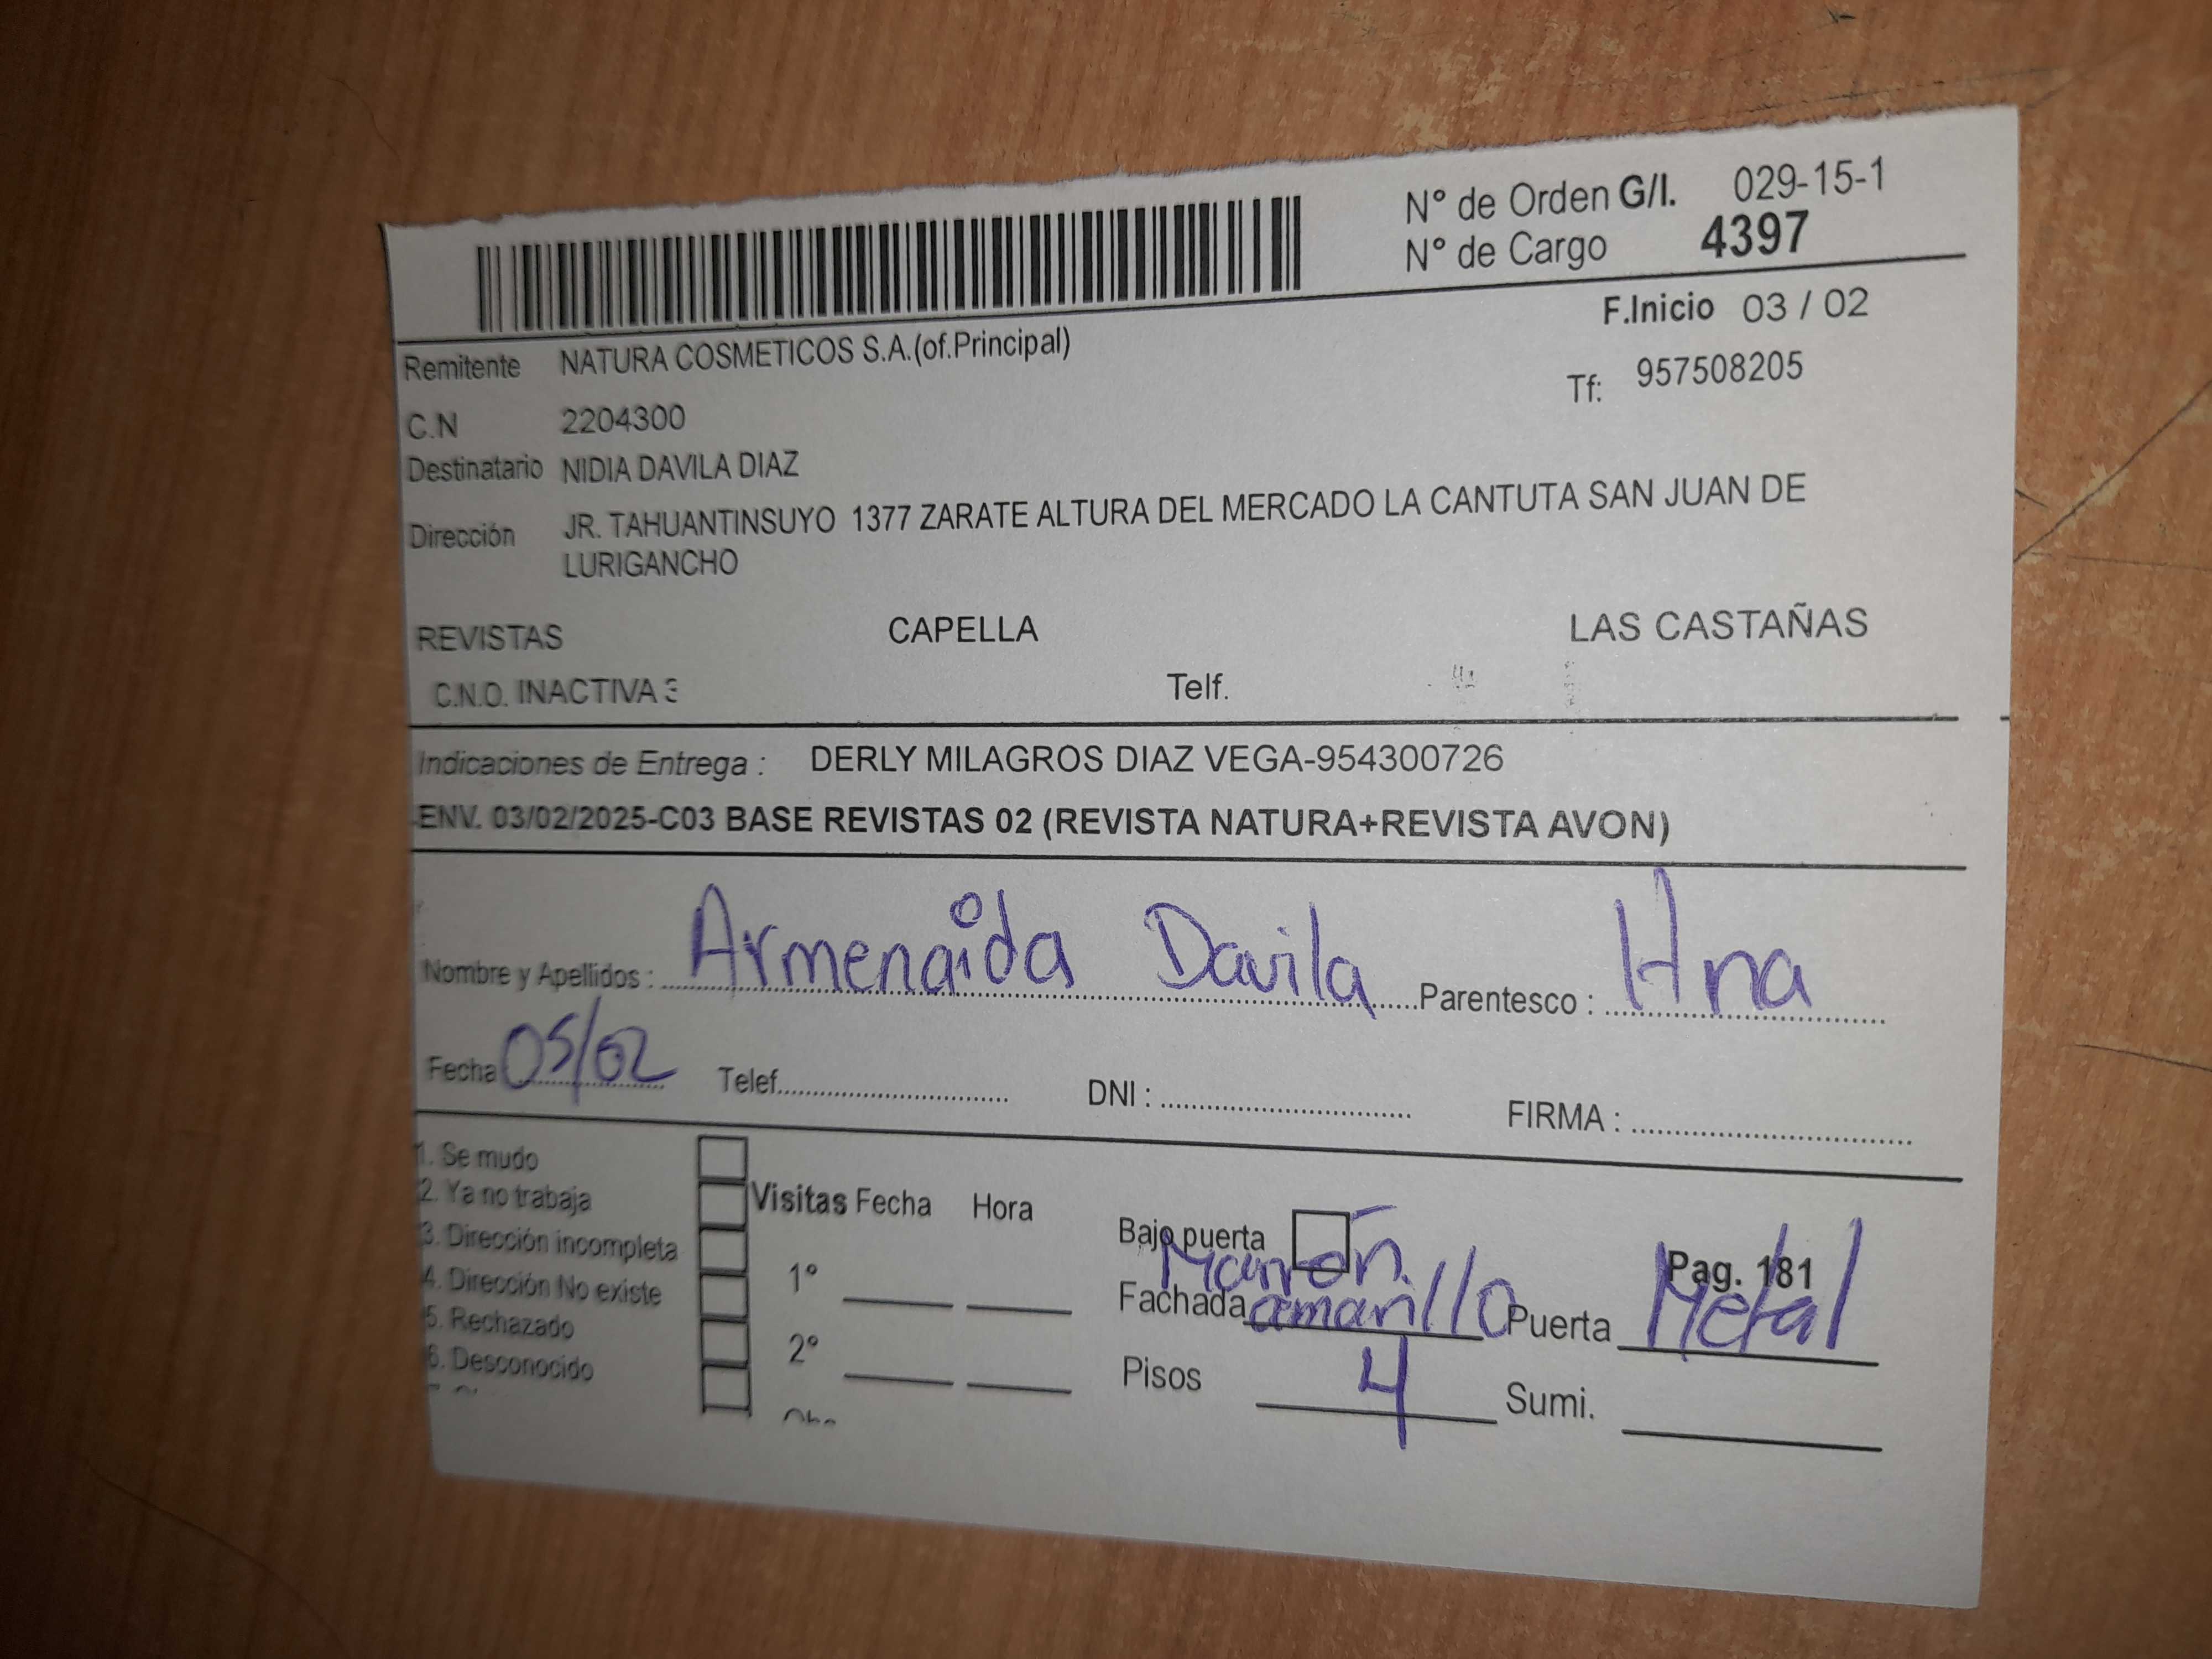 N° de Orden G/I. 029-15-1
N° de Cargo 4397
F.Inicio 03 / 02
Remitente NATURA COSMETICOS S.A.(of.Principal)
Tf: 957508205
C.N 2204300
Destinatario NIDIA DAVILA DIAZ
Dirección JR. TAHUANTINSUYO 1377 ZARATE ALTURA DEL MERCADO LA CANTUTA SAN JUAN DE
LURIGANCHO
REVISTAS CAPELLA LAS CASTAÑAS
C.N.O. INACTIVA 3 Telf.
Indicaciones de Entrega : DERLY MILAGROS DIAZ VEGA-954300726
ENV. 03/02/2025-C03 BASE REVISTAS 02 (REVISTA NATURA+REVISTA AVON)
Nombre y Apellidos : Armenaida Davila Parentesco : Hna
Fecha 05/02 Telef. DNI : FIRMA :
1. Se mudo
2. Ya no trabaja
3. Dirección incompleta
4. Dirección No existe
5. Rechazado
6. Desconocido
Visitas Fecha Hora
1°
2°
Bajo puerta
Pag. 181
Marrón
Fachada amarillo Puerta Metal
Pisos 4 Sumi.